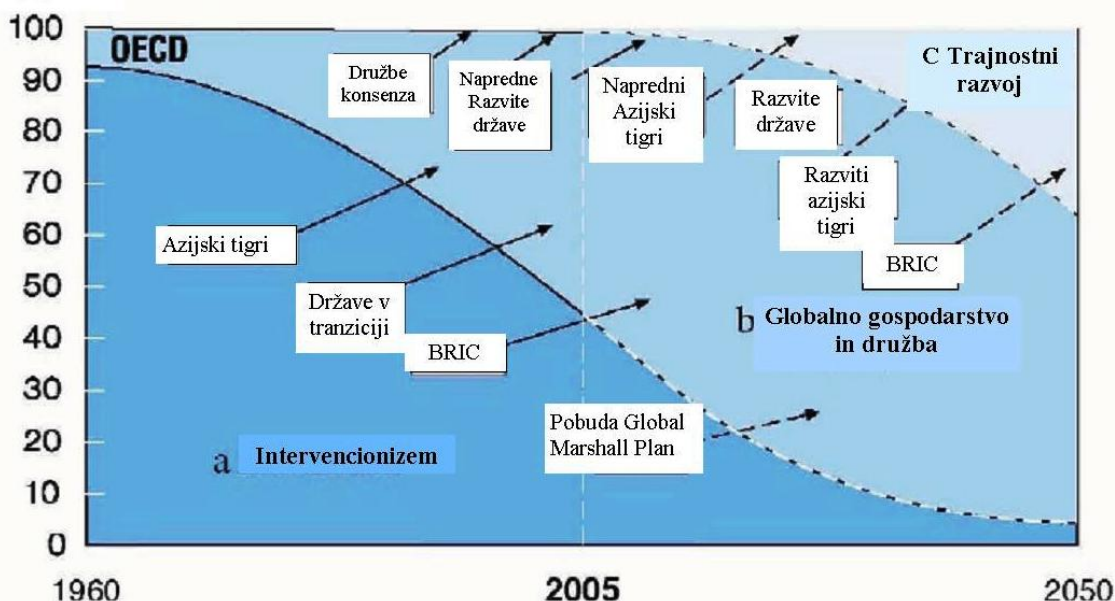 100
90
80
70
60
50
40
30
20
10
0
OECD
Družbe
konsenza
Napredne
Razvite
države
Napredni
Azijski
tigri
Razvite
države
C Trajnostni
razvoj
Razviti
azijski
tigri
Azijski tigri
Države v
tranziciji
BRIC
BRIC
b
Globalno gospodarstvo
in družba
Pobuda Global
Marshall Plan
a
Intervencionizem
1960
2005
2050